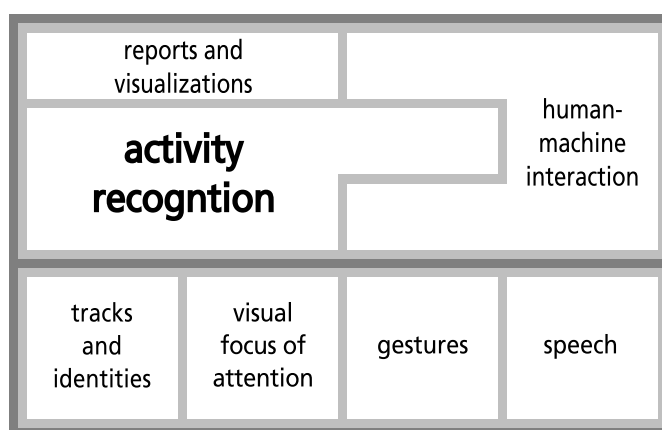 reports and
visualizations
human-
machine
interaction
activity
recogntion
tracks
and
identities
visual
focus of
attention
gestures
speech